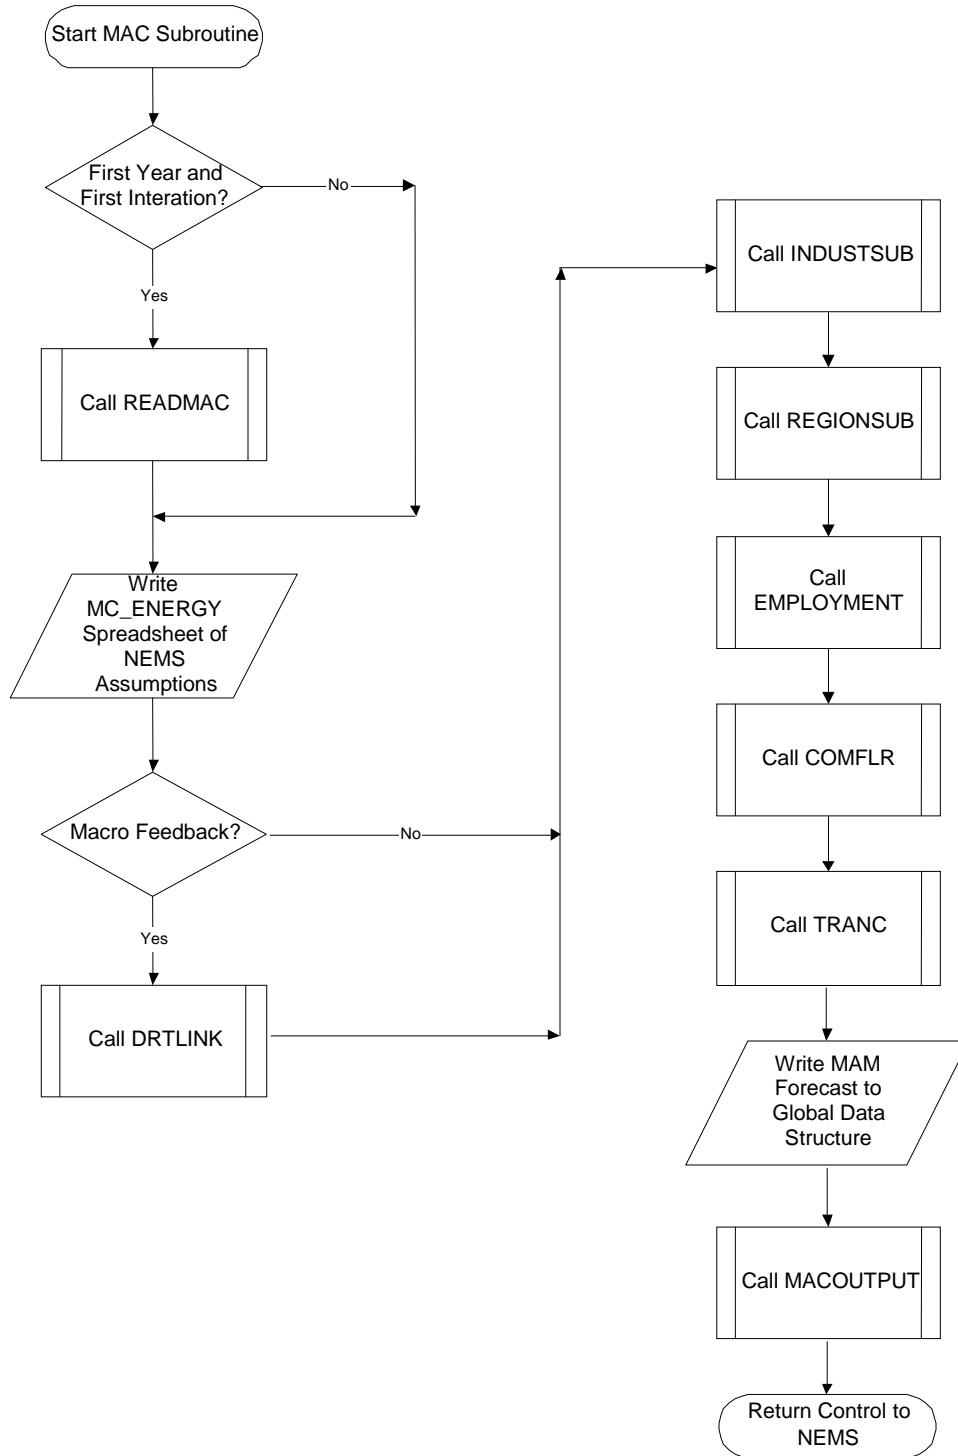 Start MAC Subroutine
First Year and
First Interation?
No
Yes
Call READMAC
Write
MC_ENERGY
Spreadsheet of
NEMS
Assumptions
Macro Feedback?
No
Yes
Call DRTLINK
Call INDUSTSUB
Call REGIONSUB
Call
EMPLOYMENT
Call COMFLR
Call TRANC
Write MAM
Forecast to
Global Data
Structure
Call MACOUTPUT
Return Control to
NEMS